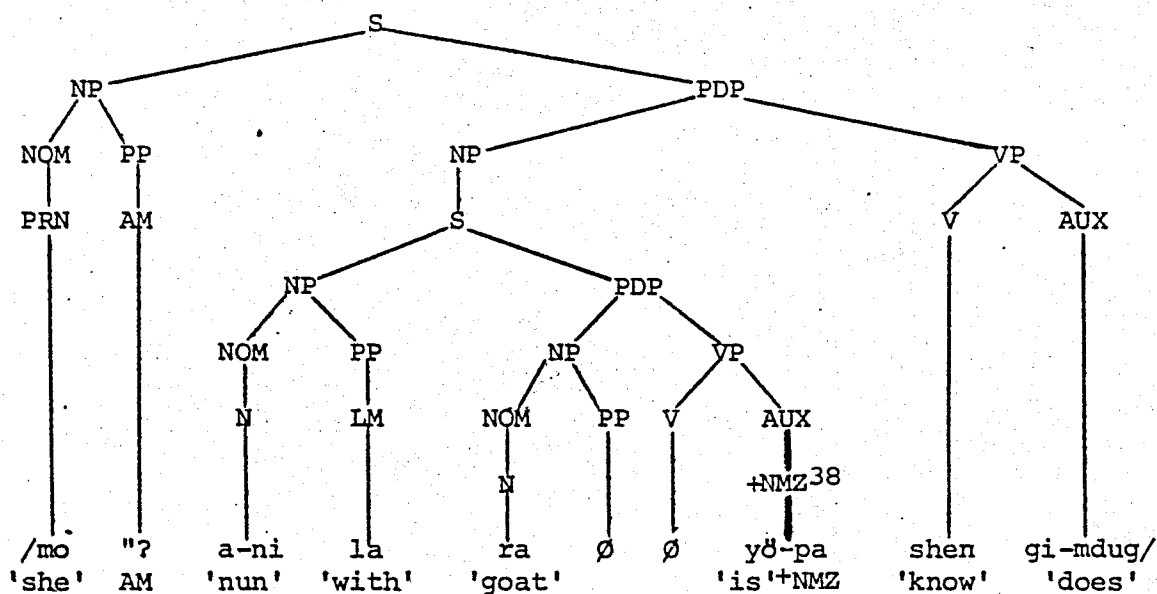 S
NP PDP
NOM PP NP VP
PRN AM S V AUX
NP PDP
NOM PP NP VP
N LM NOM PP V AUX
N +NMZ38
/mo "? a-ni la ra Ø Ø yö-pa shen gi-mdug/
'she' AM 'nun' 'with' 'goat' 'is'+NMZ 'know' 'does'